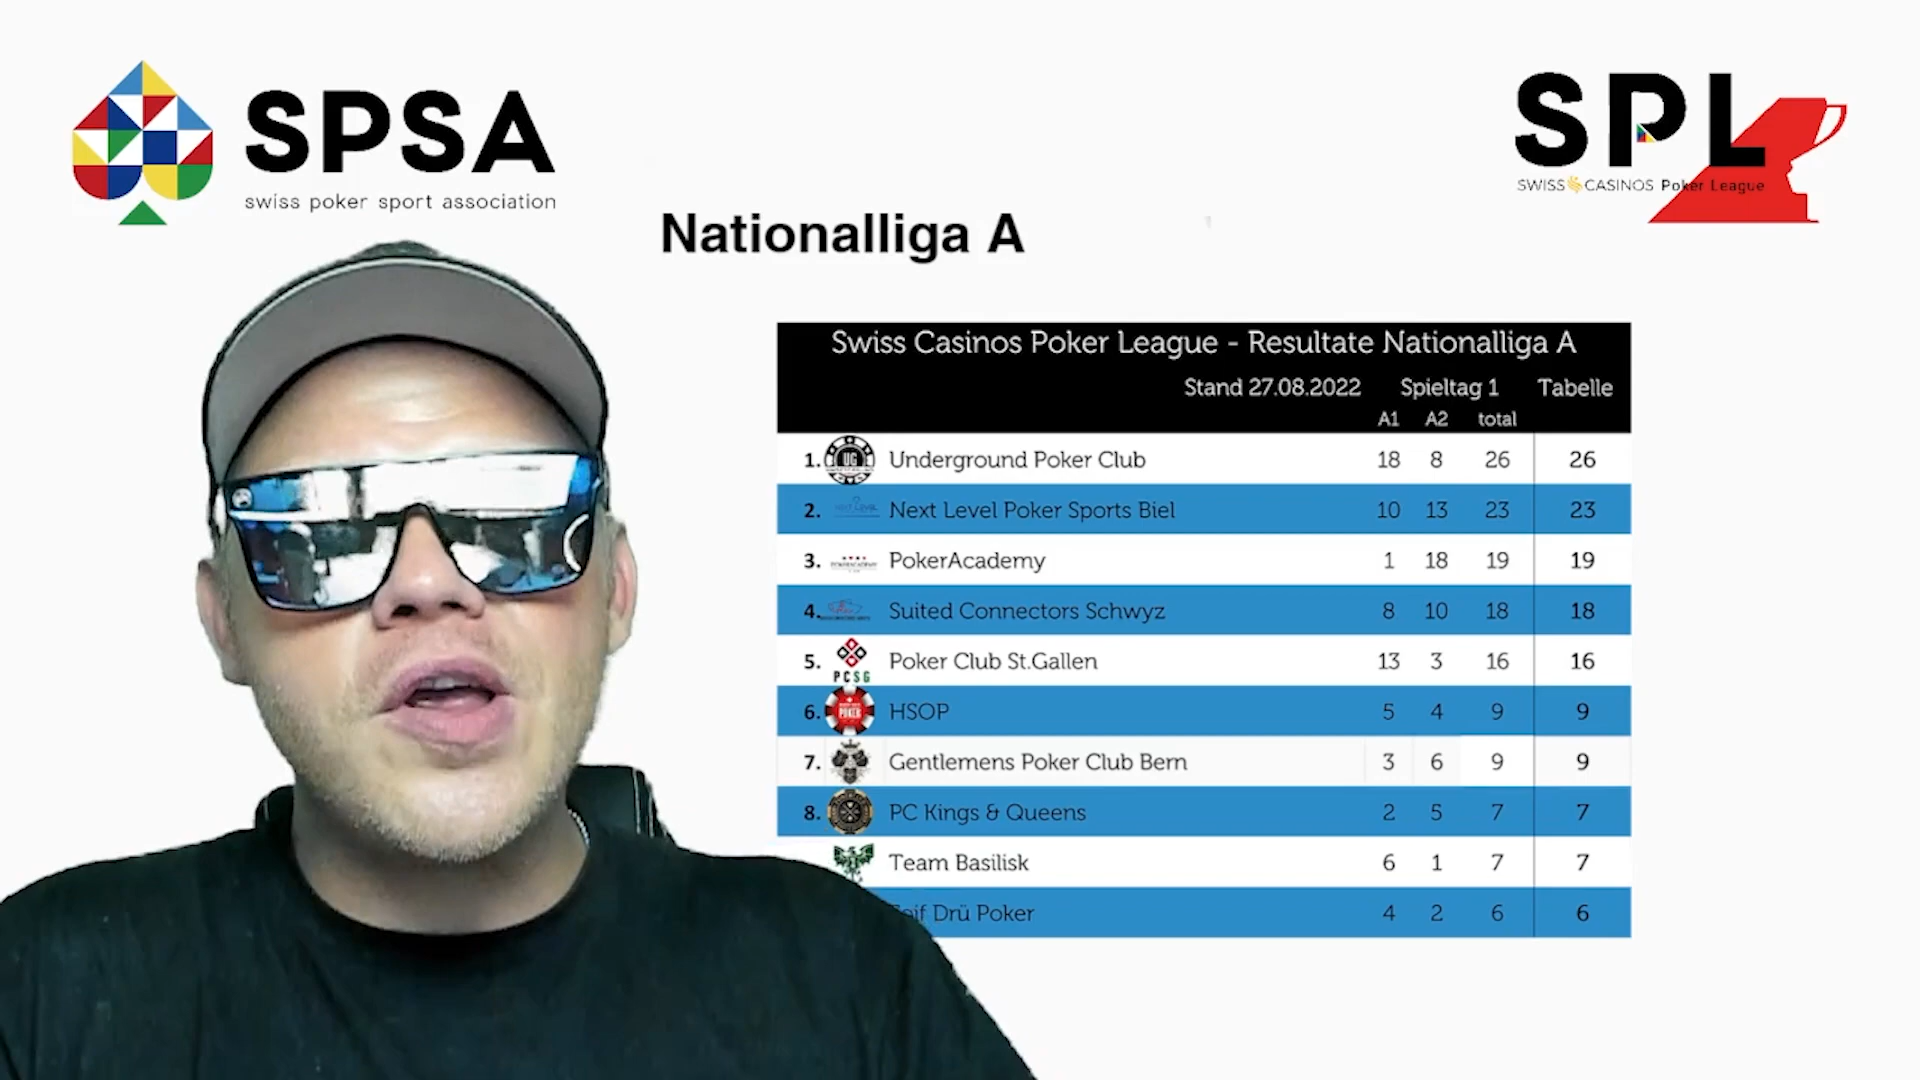 SPSA
swiss poker sport association
SPL
SWISS CASINOS Poker League
Nationalliga A
Swiss Casinos Poker League - Resultate Nationalliga A
Stand 27.08.2022 Spieltag 1 Tabelle
A1 A2 total
1. UG Underground Poker Club 18 8 26 26
2. NEXT LEVEL Next Level Poker Sports Biel 10 13 23 23
3. POKERACADEMY PokerAcademy 1 18 19 19
4. Suited Connectors Schwyz 8 10 18 18
5. PCSG Poker Club St.Gallen 13 3 16 16
6. POKER HSOP 5 4 9 9
7. Gentlemens Poker Club Bern 3 6 9 9
8. PC Kings & Queens 2 5 7 7
Team Basilisk 6 1 7 7
Drü Poker 4 2 6 6